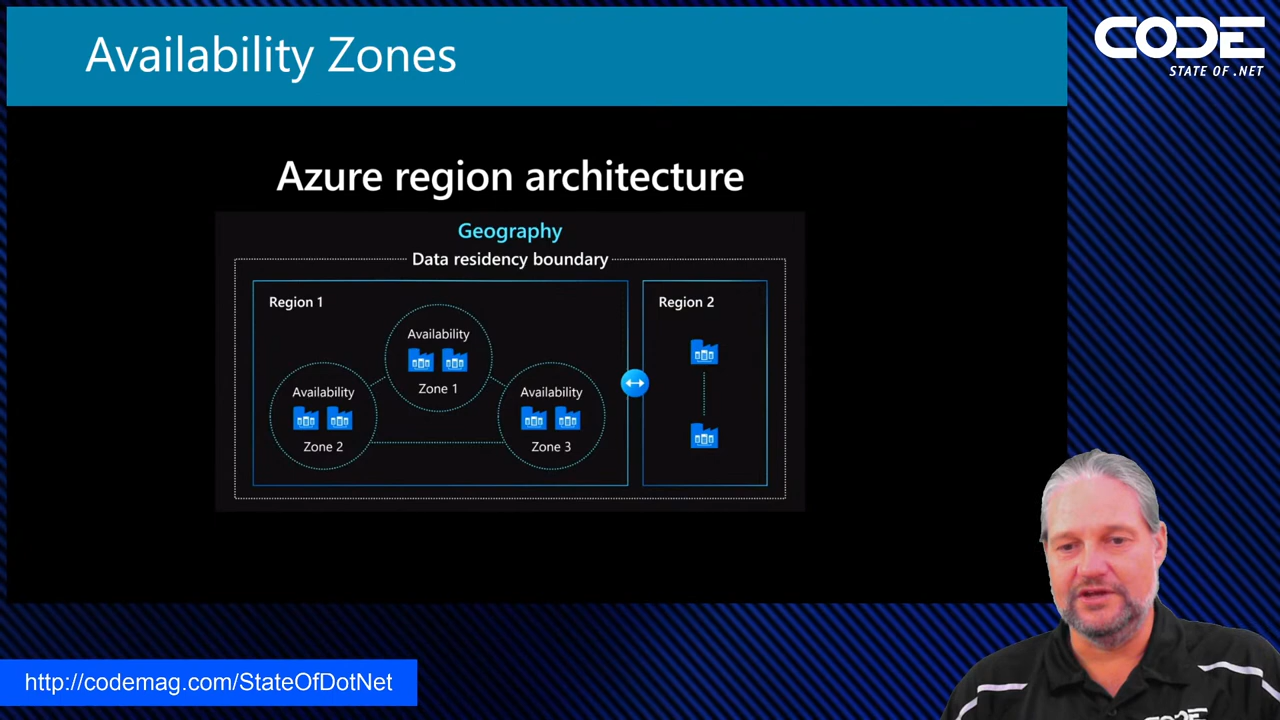 Availability Zones
CODE
STATE OF .NET
Azure region architecture
Geography
Data residency boundary
Region 1
Region 2
Availability
Zone 1
Availability
Zone 2
Availability
Zone 3
http://codemag.com/StateOfDotNet
CODE